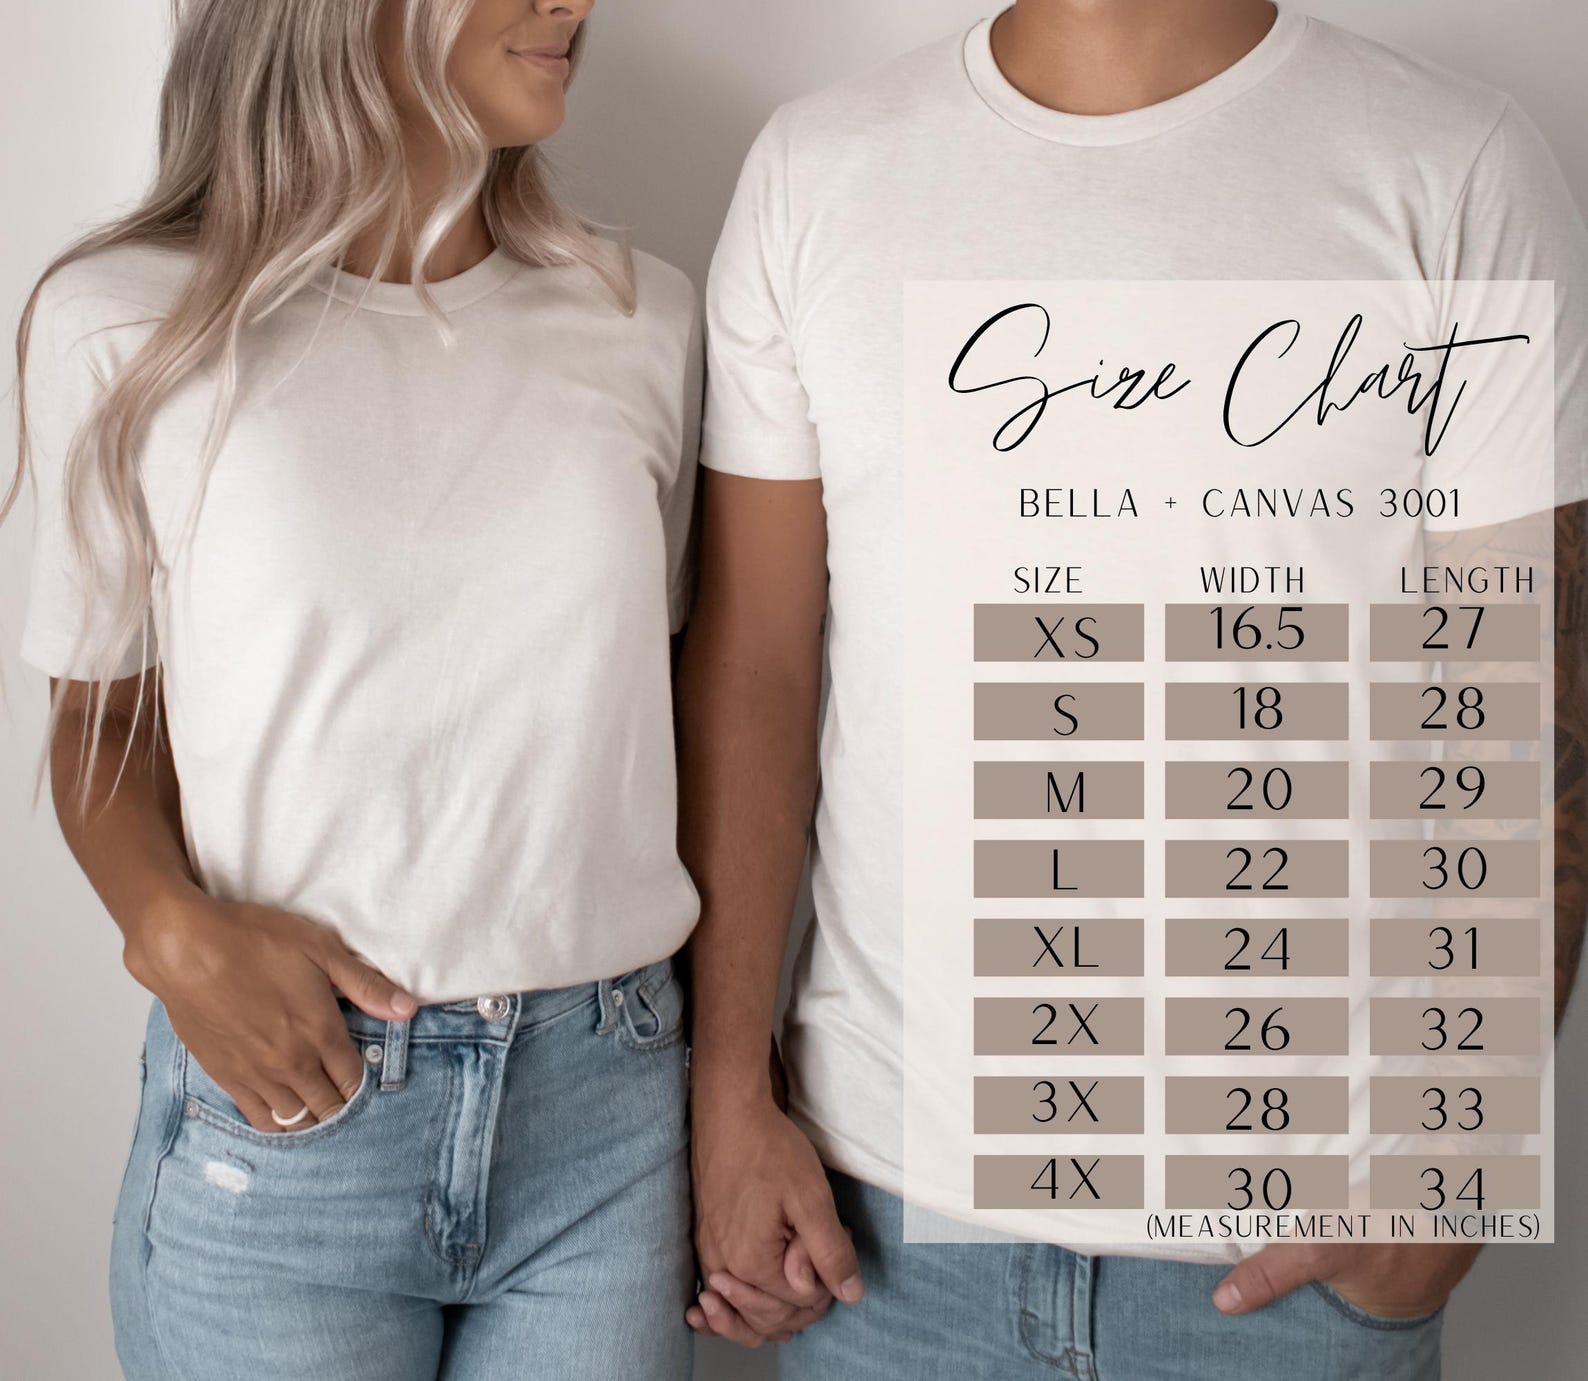 Size Chart
BELLA + CANVAS 3001
SIZE WIDTH LENGTH
XS 16.5 27
S 18 28
M 20 29
L 22 30
XL 24 31
2X 26 32
3X 28 33
4X 30 34
(MEASUREMENT IN INCHES)